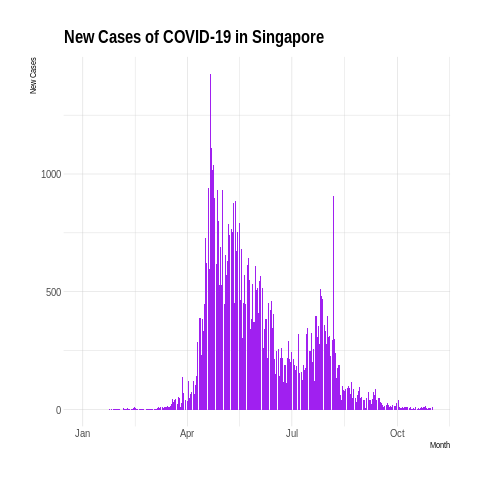 New Cases of COVID-19 in Singapore
New Cases
1000
500
0
Jan Apr Jul Oct
Month